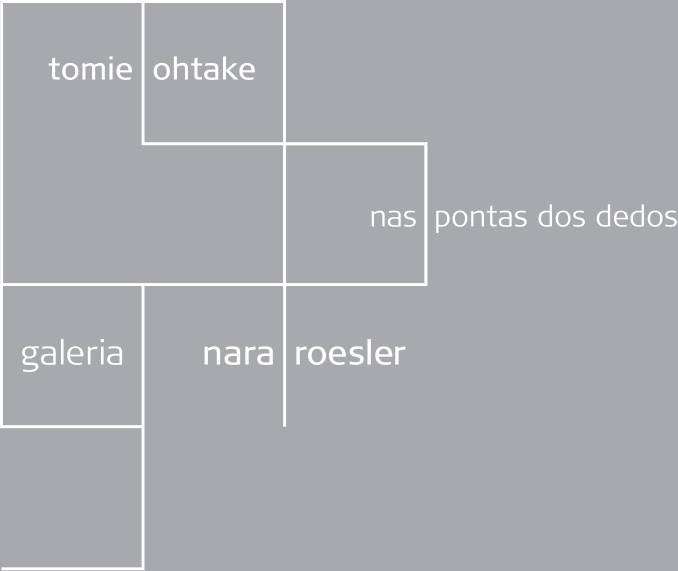 tomie ohtake
nas pontas dos dedos
galeria nara roesler